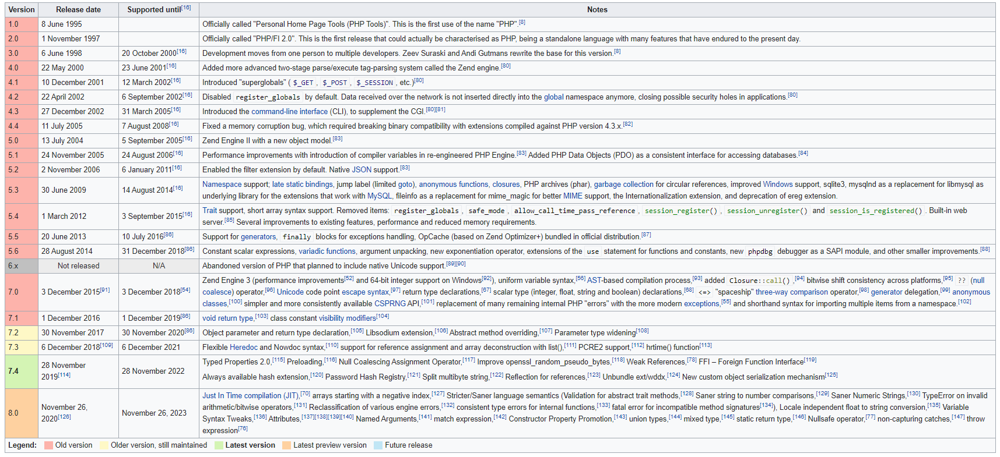 Version Release date Supported until[16] Notes
1.0 8 June 1995 Officially called "Personal Home Page Tools (PHP Tools)". This is the first use of the name "PHP".[8]
2.0 1 November 1997 Officially called "PHP/FI 2.0". This is the first release that could actually be characterised as PHP, being a standalone language with many features that have endured to the present day.
3.0 6 June 1998 20 October 2000[16] Development moves from one person to multiple developers. Zeev Suraski and Andi Gutmans rewrite the base for this version.[8]
4.0 22 May 2000 23 June 2001[16] Added more advanced two-stage parse/execute tag-parsing system called the Zend engine.[80]
4.1 10 December 2001 12 March 2002[16] Introduced "superglobals" ( $_GET , $_POST , $_SESSION , etc.)[80]
4.2 22 April 2002 6 September 2002[16] Disabled register_globals by default. Data received over the network is not inserted directly into the global namespace anymore, closing possible security holes in applications.[80]
4.3 27 December 2002 31 March 2005[16] Introduced the command-line interface (CLI), to supplement the CGI.[80][81]
4.4 11 July 2005 7 August 2008[16] Fixed a memory corruption bug, which required breaking binary compatibility with extensions compiled against PHP version 4.3.x.[82]
5.0 13 July 2004 5 September 2005[16] Zend Engine II with a new object model.[83]
5.1 24 November 2005 24 August 2006[16] Performance improvements with introduction of compiler variables in re-engineered PHP Engine.[83] Added PHP Data Objects (PDO) as a consistent interface for accessing databases.[84]
5.2 2 November 2006 6 January 2011[16] Enabled the filter extension by default. Native JSON support.[83]
5.3 30 June 2009 14 August 2014[16] Namespace support; late static bindings, jump label (limited goto), anonymous functions, closures, PHP archives (phar), garbage collection for circular references, improved Windows support, sqlite3, mysqlnd as a replacement for libmysql as
underlying library for the extensions that work with MySQL, fileinfo as a replacement for mime_magic for better MIME support, the Internationalization extension, and deprecation of ereg extension.
5.4 1 March 2012 3 September 2015[16] Trait support, short array syntax support. Removed items: register_globals , safe_mode , allow_call_time_pass_reference , session_register() , session_unregister() and session_is_registered() . Built-in web
server.[85] Several improvements to existing features, performance and reduced memory requirements.
5.5 20 June 2013 10 July 2016[86] Support for generators, finally blocks for exceptions handling, OpCache (based on Zend Optimizer+) bundled in official distribution.[87]
5.6 28 August 2014 31 December 2018[86] Constant scalar expressions, variadic functions, argument unpacking, new exponentiation operator, extensions of the use statement for functions and constants, new phpdbg debugger as a SAPI module, and other smaller improvements.[88]
6.x Not released N/A Abandoned version of PHP that planned to include native Unicode support.[89][90]
7.0 3 December 2015[91] 3 December 2018[54] Zend Engine 3 (performance improvements[52] and 64-bit integer support on Windows[92]), uniform variable syntax,[56] AST-based compilation process,[93] added Closure::call() ,[94] bitwise shift consistency across platforms,[95] ?? (null
coalesce) operator,[96] Unicode code point escape syntax,[97] return type declarations,[67] scalar type (integer, float, string and boolean) declarations,[68] <=> "spaceship" three-way comparison operator,[98] generator delegation,[99] anonymous
classes,[100] simpler and more consistently available CSPRNG API,[101] replacement of many remaining internal PHP "errors" with the more modern exceptions,[55] and shorthand syntax for importing multiple items from a namespace.[102]
7.1 1 December 2016 1 December 2019[86] void return type,[103] class constant visibility modifiers[104]
7.2 30 November 2017 30 November 2020[86] Object parameter and return type declaration,[105] Libsodium extension,[106] Abstract method overriding,[107] Parameter type widening[108]
7.3 6 December 2018[109] 6 December 2021 Flexible Heredoc and Nowdoc syntax,[110] support for reference assignment and array deconstruction with list(),[111] PCRE2 support,[112] hrtime() function[113]
7.4 28 November 2019[114] 28 November 2022 Typed Properties 2.0,[115] Preloading,[116] Null Coalescing Assignment Operator,[117] Improve openssl_random_pseudo_bytes,[118] Weak References,[78] FFI – Foreign Function Interface[119]
Always available hash extension,[120] Password Hash Registry,[121] Split multibyte string,[122] Reflection for references,[123] Unbundle ext/wddx,[124] New custom object serialization mechanism[125]
8.0 November 26, 2020[126] November 26, 2023 Just In Time compilation (JIT),[70] arrays starting with a negative index,[127] Stricter/Saner language semantics (Validation for abstract trait methods,[128] Saner string to number comparisons,[129] Saner Numeric Strings,[130] TypeError on invalid
arithmetic/bitwise operators,[131] Reclassification of various engine errors,[132] consistent type errors for internal functions,[133] fatal error for incompatible method signatures[134]), Locale independent float to string conversion,[135] Variable
Syntax Tweaks,[136] Attributes,[137][138][139][140] Named Arguments,[141] match expression,[142] Constructor Property Promotion,[143] union types,[144] mixed type,[145] static return type,[146] Nullsafe operator,[77] non-capturing catches,[147] throw
expression[76]
Legend: Old version Older version, still maintained Latest version Latest preview version Future release